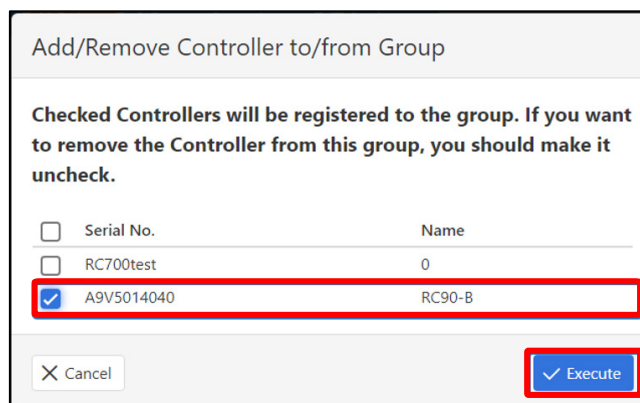 Add/Remove Controller to/from Group
Checked Controllers will be registered to the group. If you want
to remove the Controller from this group, you should make it
uncheck.
Serial No. Name
RC700test 0
A9V5014040 RC90-B
Cancel Execute